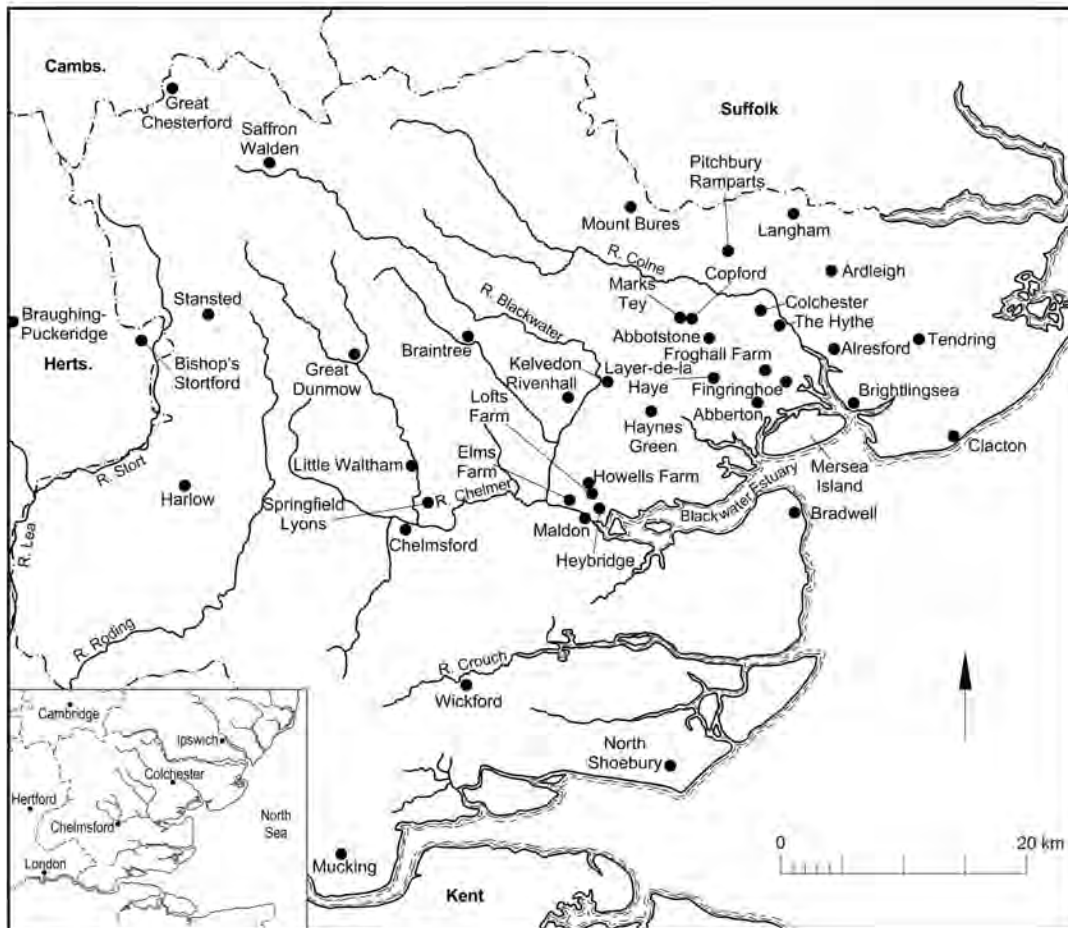 Cambs.
Great
Chesterford
Saffron
Walden
Suffolk
Pitchbury
Ramparts
Mount Bures
Langham
R. Colne
Copford
Ardleigh
Marks
Tey
Colchester
The Hythe
Braughing-
Puckeridge
Stansted
R. Blackwater
Herts.
Bishop's
Stortford
Great
Dunmow
Braintree
Abbotstone
Froghall Farm
Alresford
Tendring
Kelvedon
Rivenhall
Layer-de-la
Haye
Fingringhoe
Brightlingsea
Lofts
Farm
Haynes
Green
Abberton
Clacton
Elms
Farm
Little Waltham
Howells Farm
Mersea
Island
R. Stort
Harlow
Springfield
Lyons
R. Chelmer
Blackwater Estuary
Bradwell
R. Lea
Chelmsford
Maldon
Heybridge
R. Roding
R. Crouch
Wickford
North
Shoebury
Mucking
Kent
0
20 km
Cambridge
Ipswich
Colchester
Hertford
Chelmsford
North
Sea
London